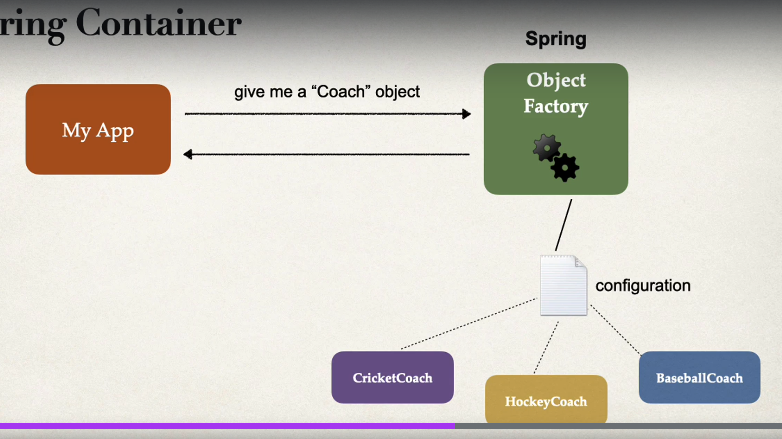 ring Container
Spring
Object
Factory
give me a “Coach” object
My App
configuration
CricketCoach
HockeyCoach
BaseballCoach